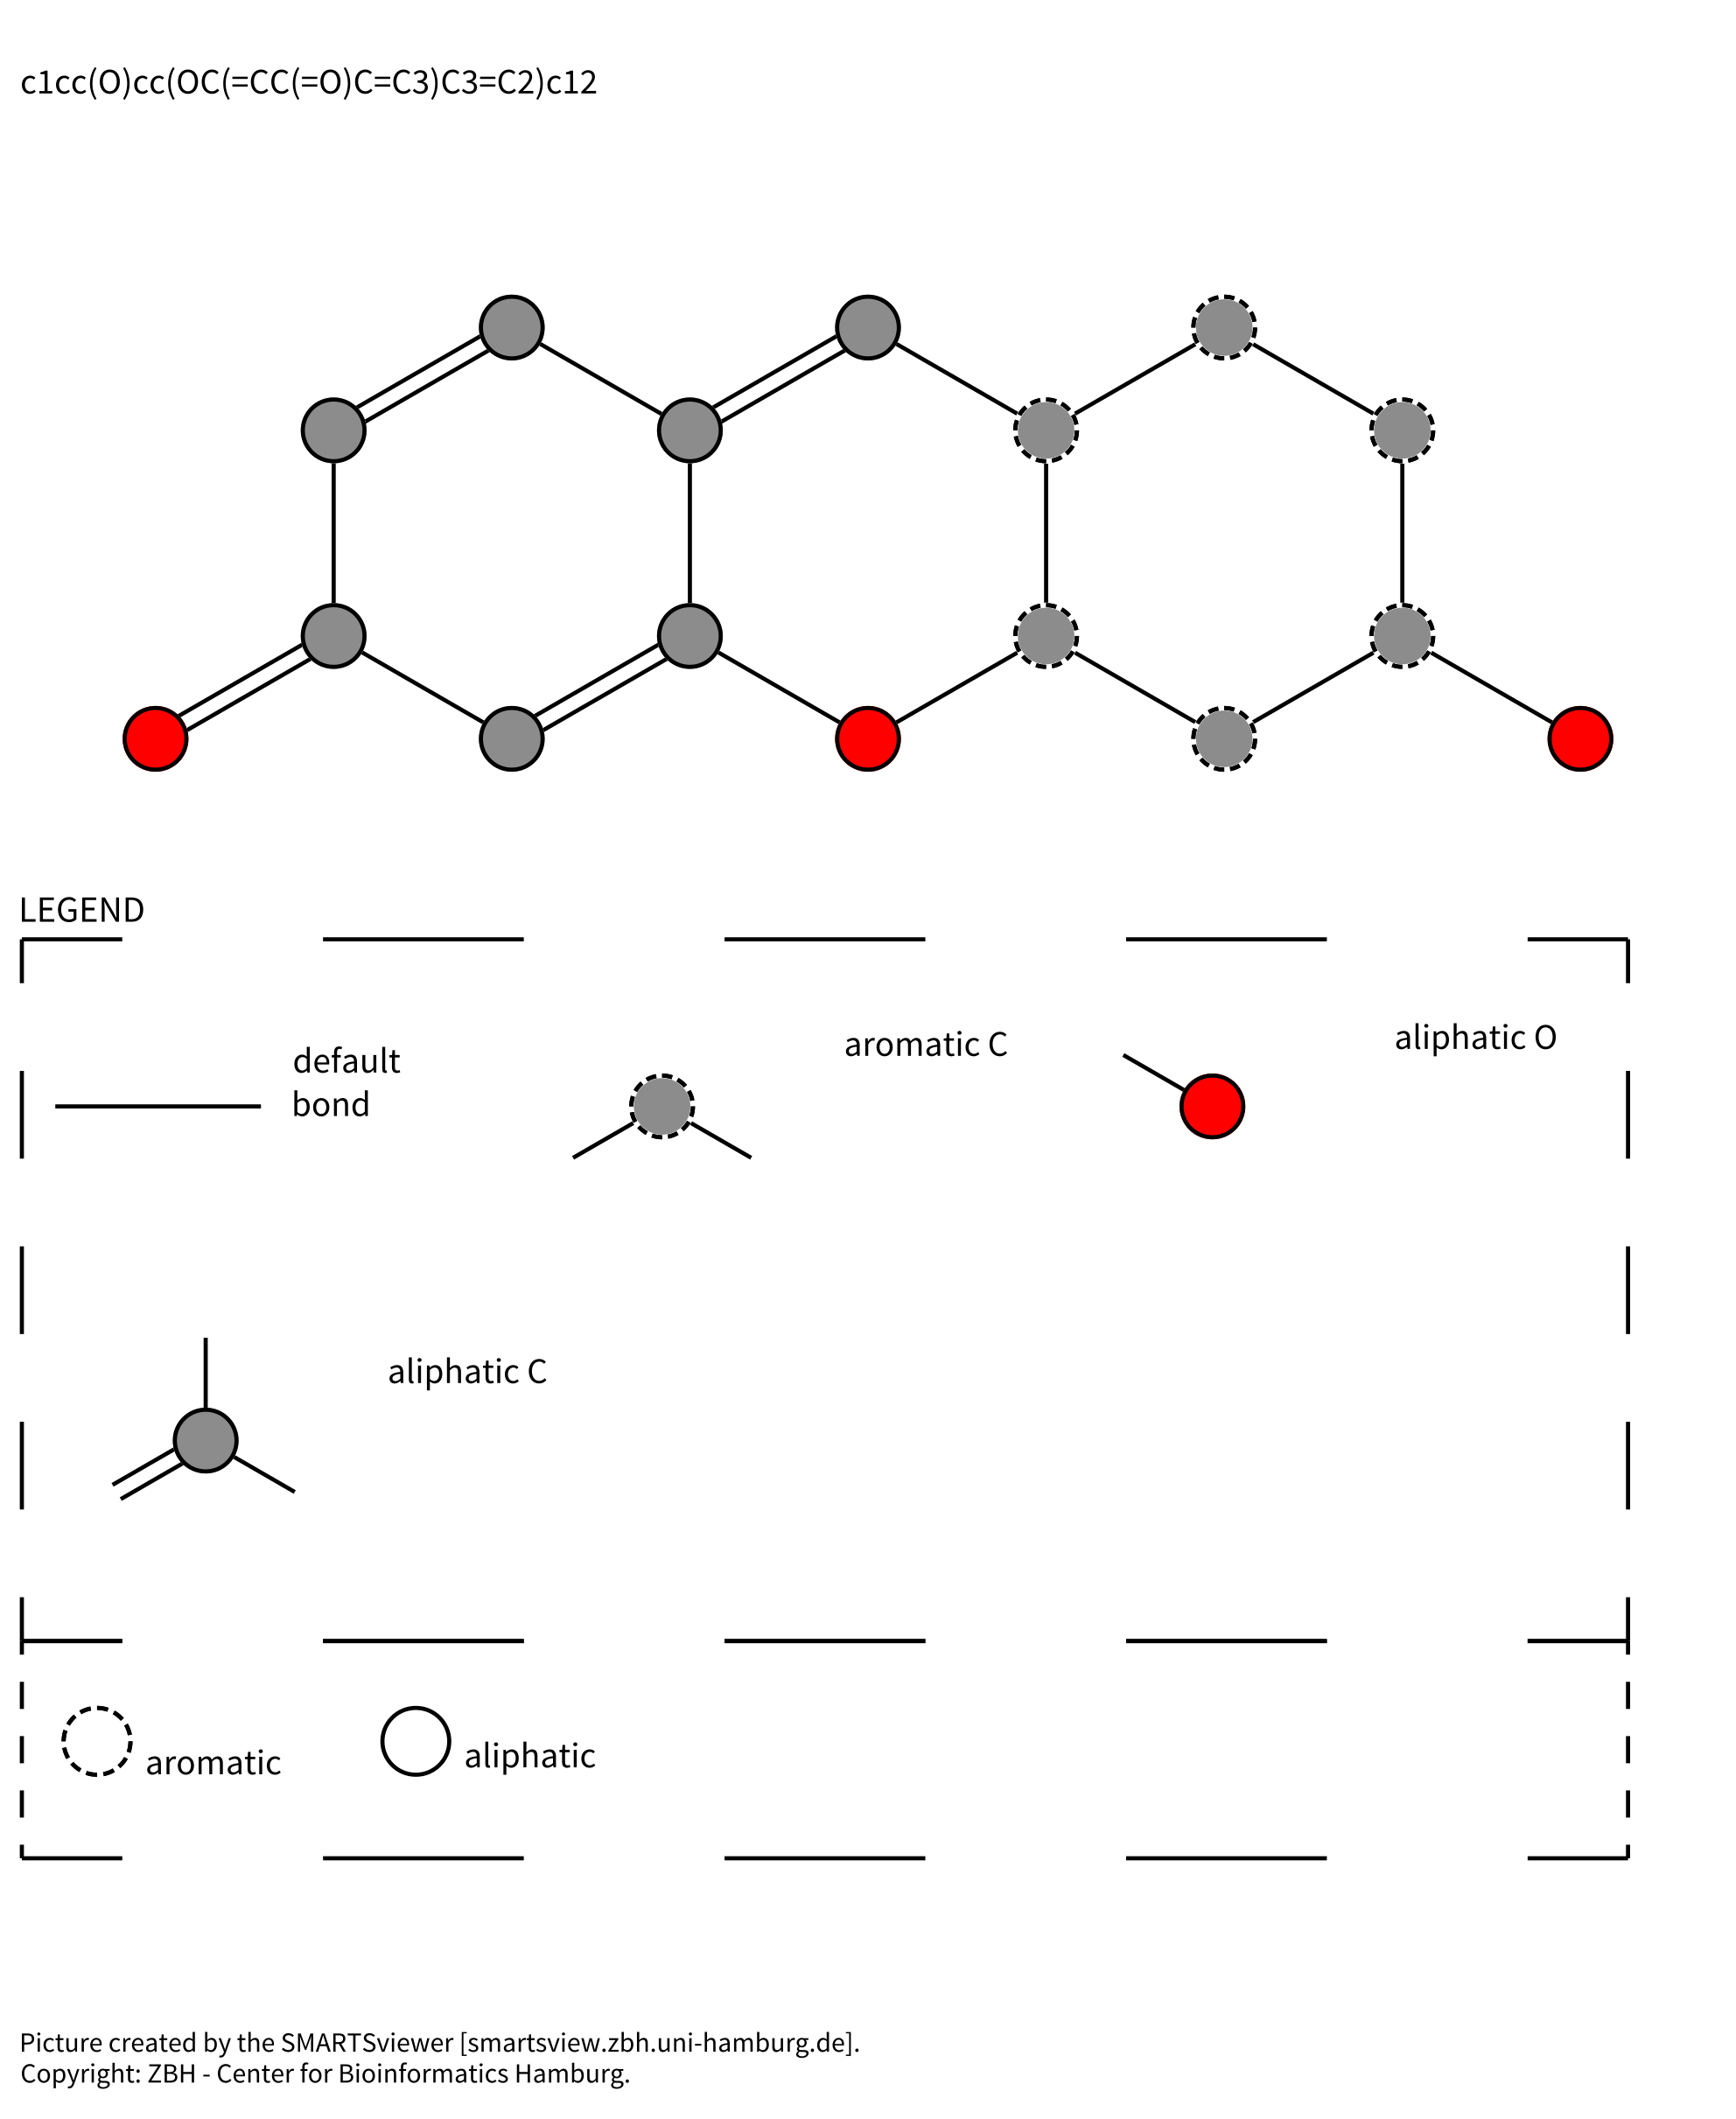 c1cc(O)cc(OC(=CC(=O)C=C3)C3=C2)c12
LEGEND
default
bond
aromatic C
aliphatic O
aliphatic C
aromatic
aliphatic
Picture created by the SMARTSviewer [smartsview.zbh.uni-hamburg.de].
Copyright: ZBH - Center for Bioinformatics Hamburg.